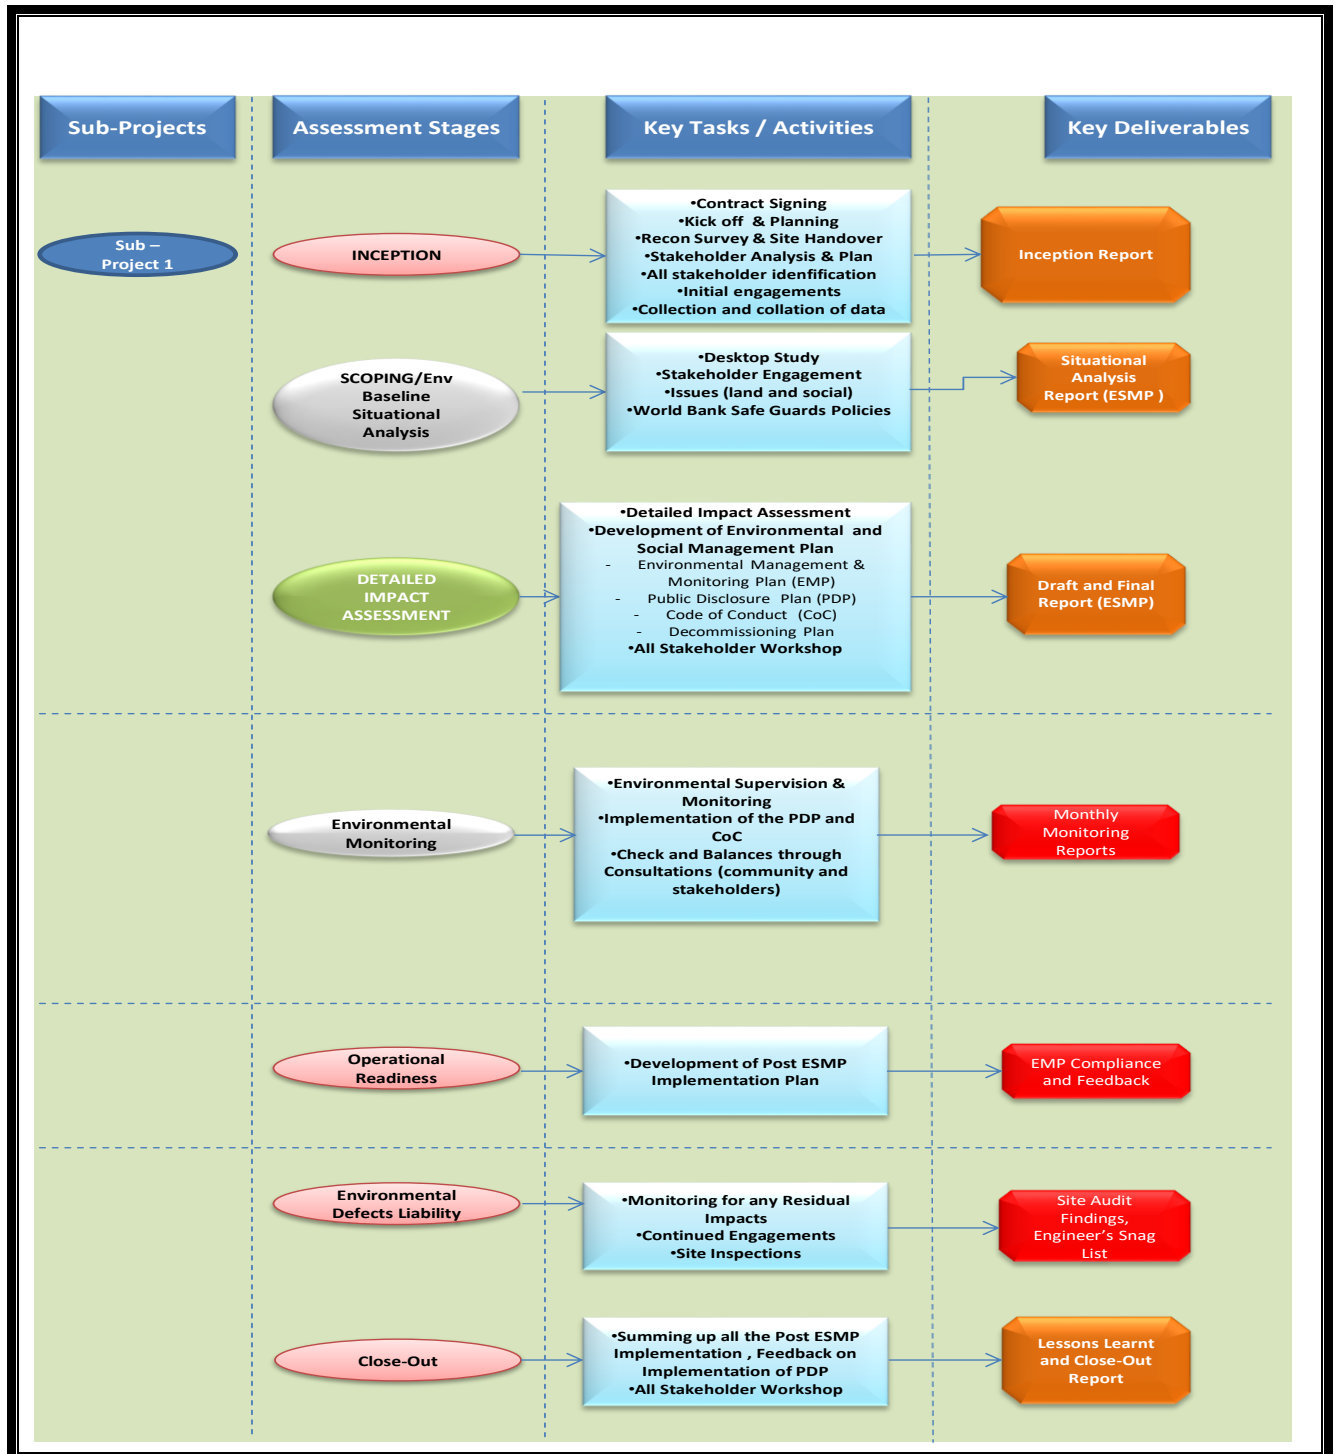 Sub-Projects
Assessment Stages
Key Tasks / Activities
Key Deliverables
Sub –
Project 1
INCEPTION
•Contract Signing
•Kick off & Planning
•Recon Survey & Site Handover
•Stakeholder Analysis & Plan
•All stakeholder idenfification
•Initial engagements
•Collection and collation of data
Inception Report
SCOPING/Env
Baseline
Situational
Analysis
•Desktop Study
•Stakeholder Engagement
•Issues (land and social)
•World Bank Safe Guards Policies
Situational
Analysis
Report (ESMP )
DETAILED
IMPACT
ASSESSMENT
•Detailed Impact Assessment
•Development of Environmental and
Social Management Plan
- Environmental Management &
Monitoring Plan (EMP)
- Public Disclosure Plan (PDP)
- Code of Conduct (CoC)
- Decommissioning Plan
•All Stakeholder Workshop
Draft and Final
Report (ESMP)
Environmental
Monitoring
•Environmental Supervision &
Monitoring
•Implementation of the PDP and
CoC
•Check and Balances through
Consultations (community and
stakeholders)
Monthly
Monitoring
Reports
Operational
Readiness
•Development of Post ESMP
Implementation Plan
EMP Compliance
and Feedback
Environmental
Defects Liability
•Monitoring for any Residual
Impacts
•Continued Engagements
•Site Inspections
Site Audit
Findings,
Engineer's Snag
List
Close-Out
•Summing up all the Post ESMP
Implementation , Feedback on
Implementation of PDP
•All Stakeholder Workshop
Lessons Learnt
and Close-Out
Report